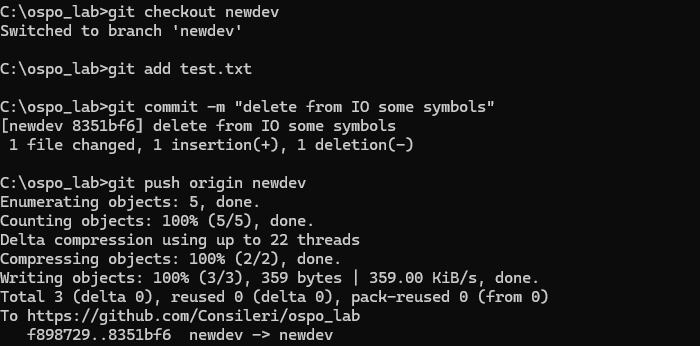 C:\ospo_lab>git checkout newdev
Switched to branch 'newdev'
C:\ospo_lab>git add test.txt
C:\ospo_lab>git commit -m "delete from IO some symbols"
[newdev 8351bf6] delete from IO some symbols
 1 file changed, 1 insertion(+), 1 deletion(-)
C:\ospo_lab>git push origin newdev
Enumerating objects: 5, done.
Counting objects: 100% (5/5), done.
Delta compression using up to 22 threads
Compressing objects: 100% (2/2), done.
Writing objects: 100% (3/3), 359 bytes | 359.00 KiB/s, done.
Total 3 (delta 0), reused 0 (delta 0), pack-reused 0 (from 0)
To https://github.com/Consileri/ospo_lab
   f898729..8351bf6  newdev -> newdev